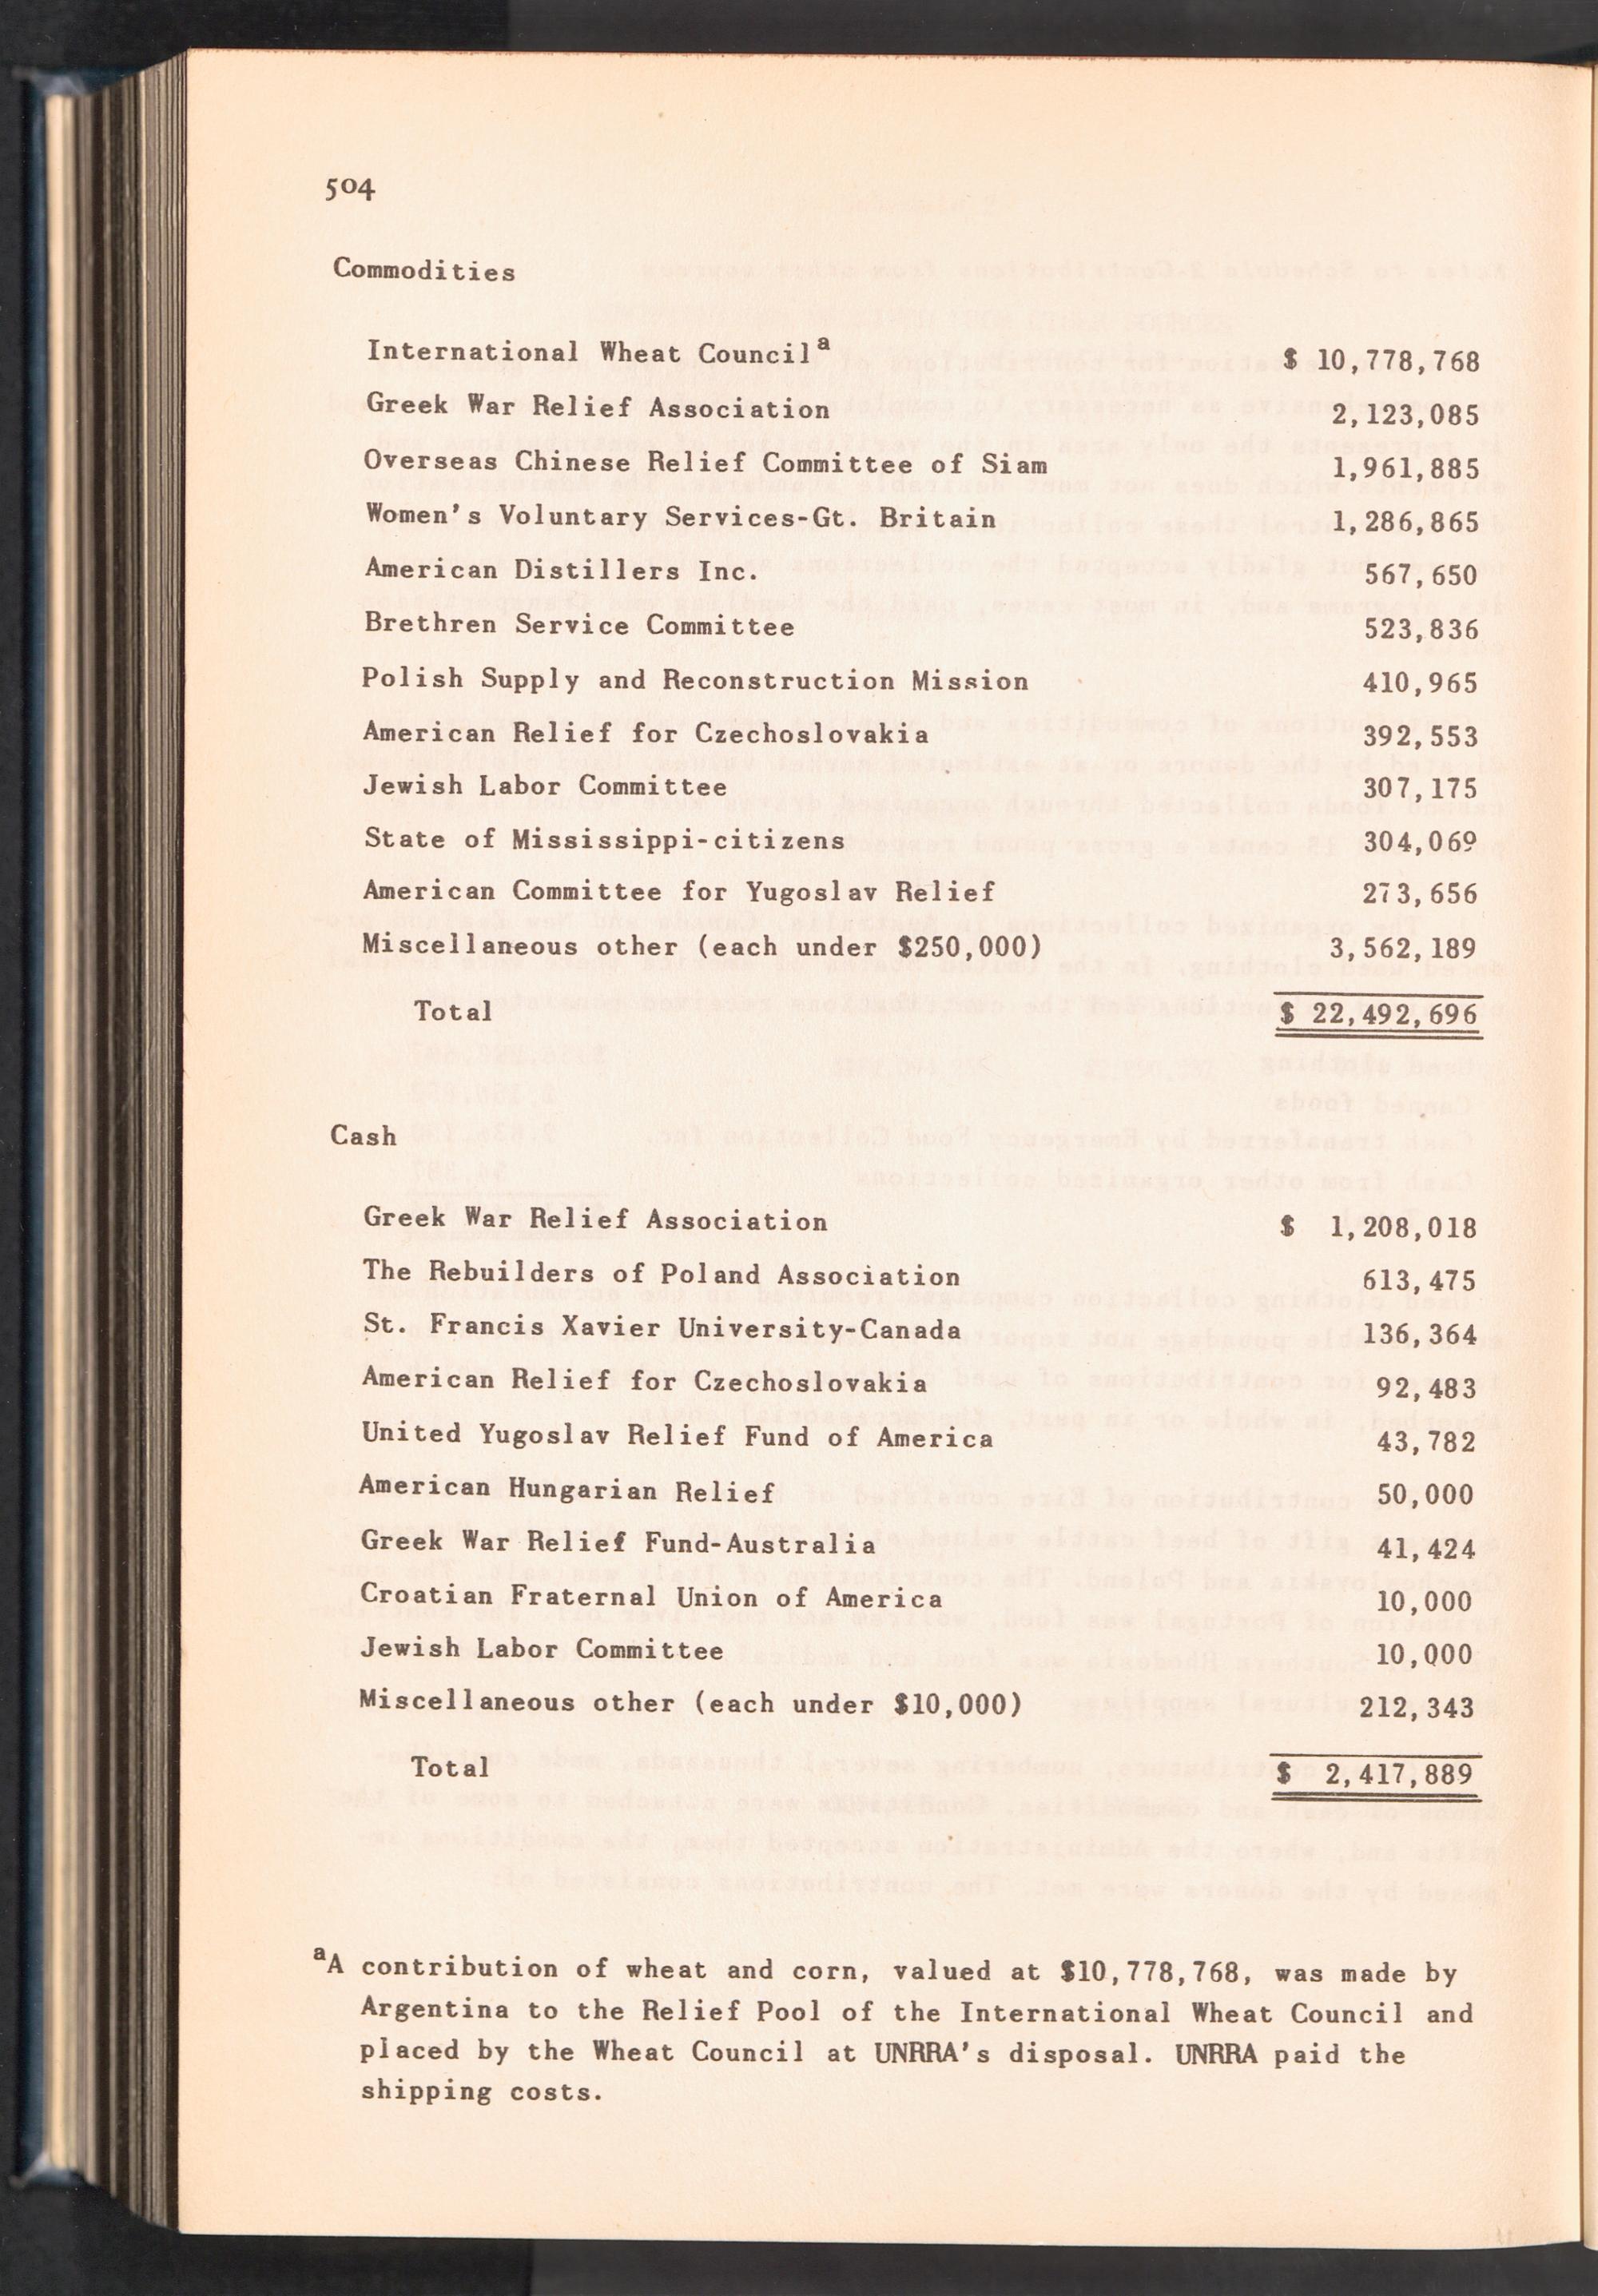 504
Commodities
International Wheat Councilᵃ $ 10,778,768
Greek War Relief Association 2,123,085
Overseas Chinese Relief Committee of Siam 1,961,885
Women's Voluntary Services-Gt. Britain 1,286,865
American Distillers Inc. 567,650
Brethren Service Committee 523,836
Polish Supply and Reconstruction Mission 410,965
American Relief for Czechoslovakia 392,553
Jewish Labor Committee 307,175
State of Mississippi-citizens 304,069
American Committee for Yugoslav Relief 273,656
Miscellaneous other (each under $250,000) 3,562,189
Total $ 22,492,696
Cash
Greek War Relief Association $ 1,208,018
The Rebuilders of Poland Association 613,475
St. Francis Xavier University-Canada 136,364
American Relief for Czechoslovakia 92,483
United Yugoslav Relief Fund of America 43,782
American Hungarian Relief 50,000
Greek War Relief Fund-Australia 41,424
Croatian Fraternal Union of America 10,000
Jewish Labor Committee 10,000
Miscellaneous other (each under $10,000) 212,343
Total $ 2,417,889
ᵃA contribution of wheat and corn, valued at $10,778,768, was made by
Argentina to the Relief Pool of the International Wheat Council and
placed by the Wheat Council at UNRRA's disposal. UNRRA paid the
shipping costs.